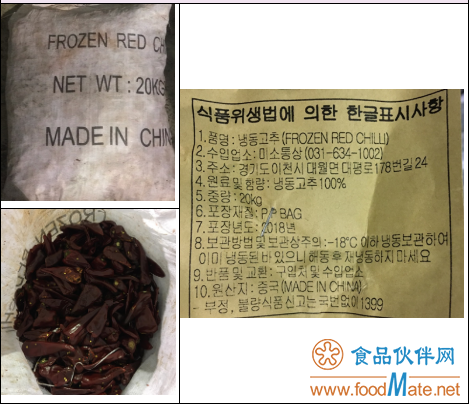 FROZEN RED CH
NET WT : 20KG
MADE IN CHIN
FROZEN
식품위생법에 의한 한글표시사항
1. 품명 : 냉동고추(FROZEN RED CHILLI)
2. 수입업소 : 미소통상 (031-634-1002)
3. 주소 : 경기도 이천시 대월면 대평로178번길 24
4. 원료 및 함량 : 냉동고추100%
5. 중량 : 20kg
6. 포장재질 : P.P BAG
7. 포장년도 : 2018년
8. 보관방법 및 보관상주의 : -18°C 이하 냉동보관하여
이미 냉동된 바 있으니 해동 후 재냉동하지 마세요
9. 반품 및 교환 : 구입처 및 수입업소
10. 원산지 : 중국 (MADE IN CHINA)
- 부정, 불량식품 신고는 국번없이 1399
食品伙伴网
www.foodMate.net